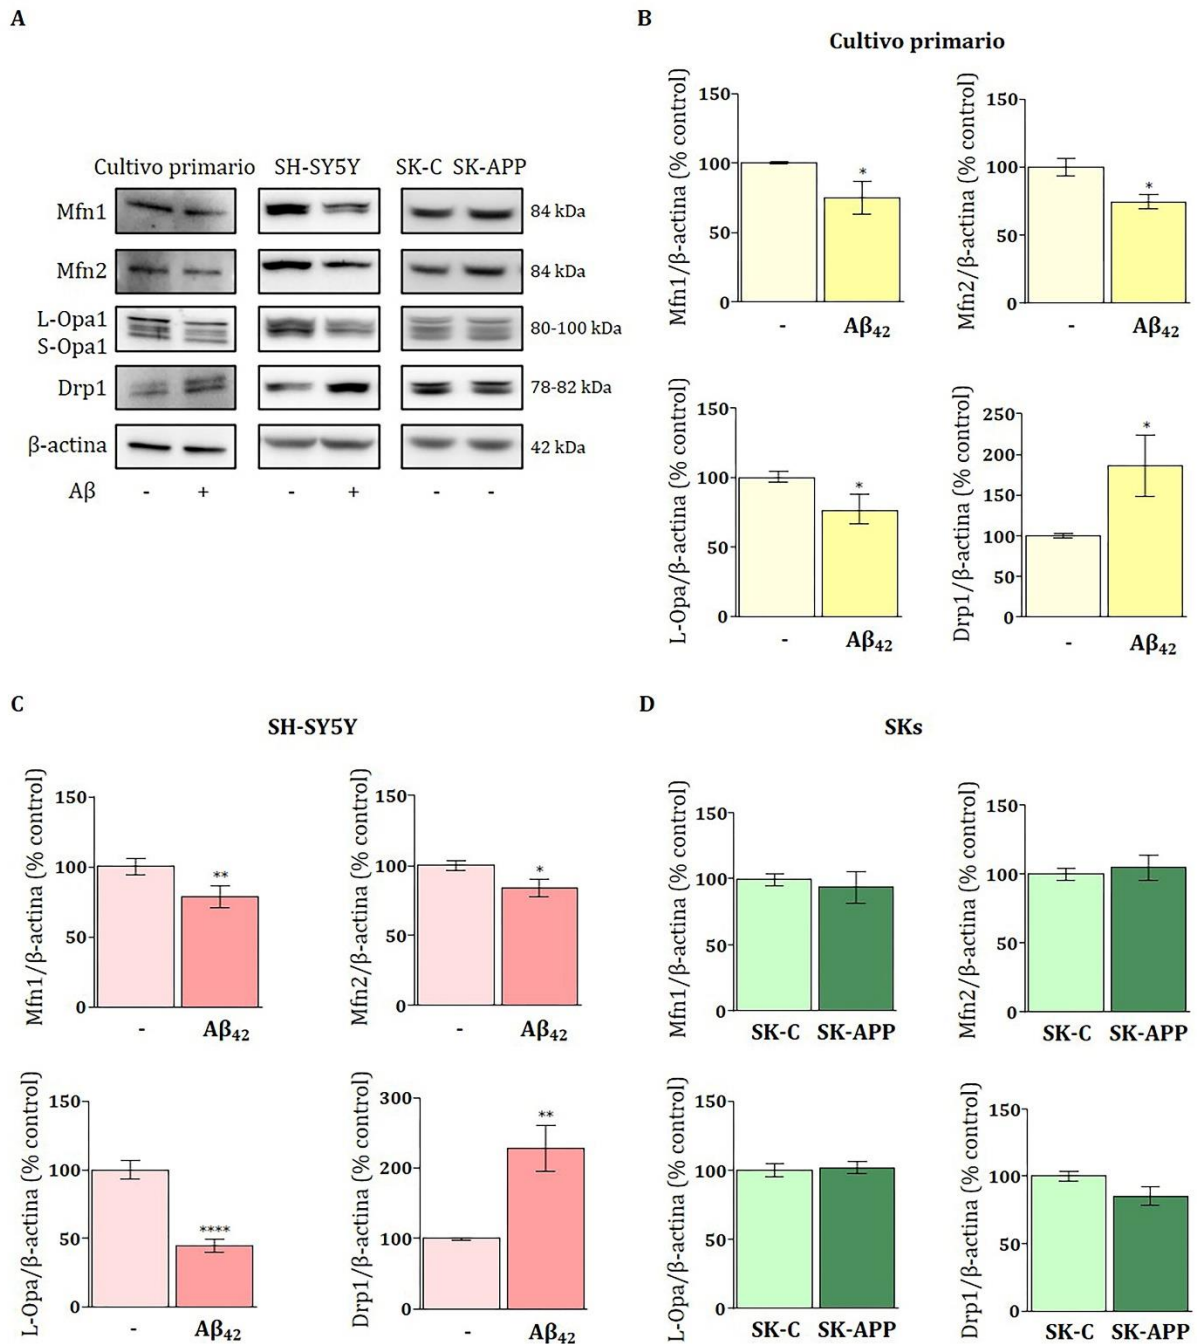 A
Cultivo primario SH-SY5Y SK-C SK-APP
Mfn1 84 kDa
Mfn2 84 kDa
L-Opa1
S-Opa1 80-100 kDa
Drp1 78-82 kDa
β-actina 42 kDa
Aβ - + - + - -
B
Cultivo primario
Mfn1/β-actina (% control)
150
100
50
0
- Aβ₄₂
Mfn2/β-actina (% control)
150
100
50
0
- Aβ₄₂
*
*
L-Opa/β-actina (% control)
150
100
50
0
- Aβ₄₂
Drp1/β-actina (% control)
250
200
150
100
50
0
- Aβ₄₂
*
*
C
SH-SY5Y
Mfn1/β-actina (% control)
150
100
50
0
**
- Aβ₄₂
Mfn2/β-actina (% control)
150
100
50
0
*
- Aβ₄₂
L-Opa/β-actina (% control)
150
100
50
0
****
- Aβ₄₂
Drp1/β-actina (% control)
300
200
100
0
**
- Aβ₄₂
D
SKs
Mfn1/β-actina (% control)
150
100
50
0
SK-C SK-APP
Mfn2/β-actina (% control)
150
100
50
0
SK-C SK-APP
L-Opa/β-actina (% control)
150
100
50
0
SK-C SK-APP
Drp1/β-actina (% control)
150
100
50
0
SK-C SK-APP